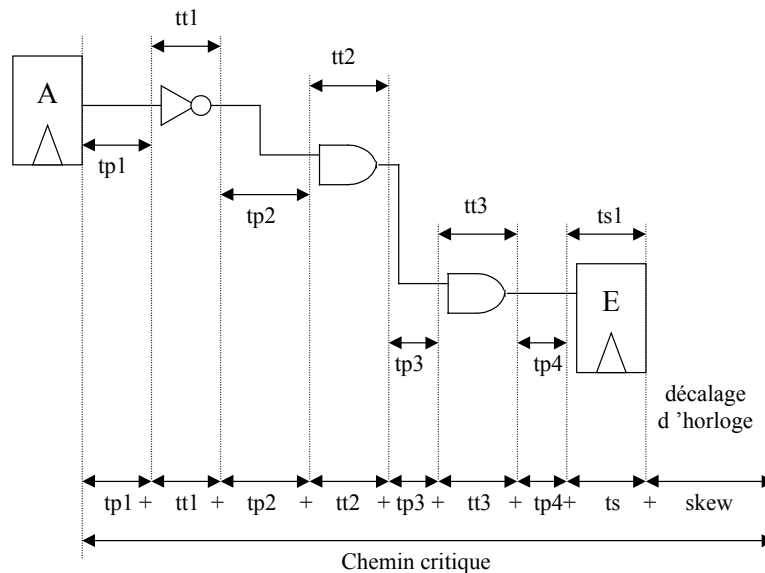 tt1
tt2
A
tp1
tp2
tt3
ts1
E
tp3
tp4
décalage
d ’horloge
tp1 + tt1 + tp2 + tt2 + tp3 + tt3 + tp4+ ts + skew
Chemin critique